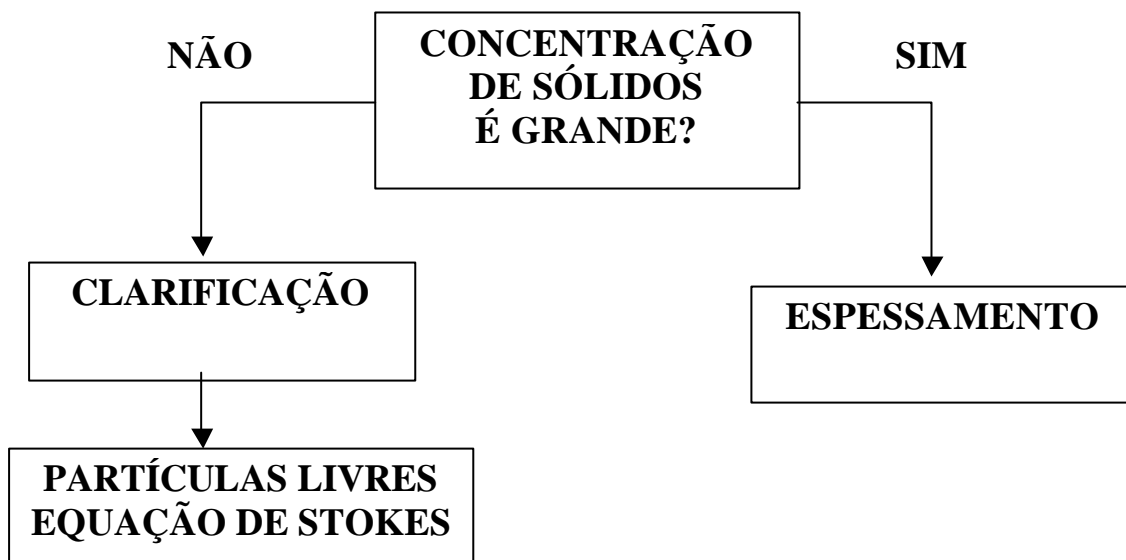 NÃO
CONCENTRAÇÃO
DE SÓLIDOS
É GRANDE?
SIM
CLARIFICAÇÃO
ESPESSAMENTO
PARTÍCULAS LIVRES
EQUAÇÃO DE STOKES